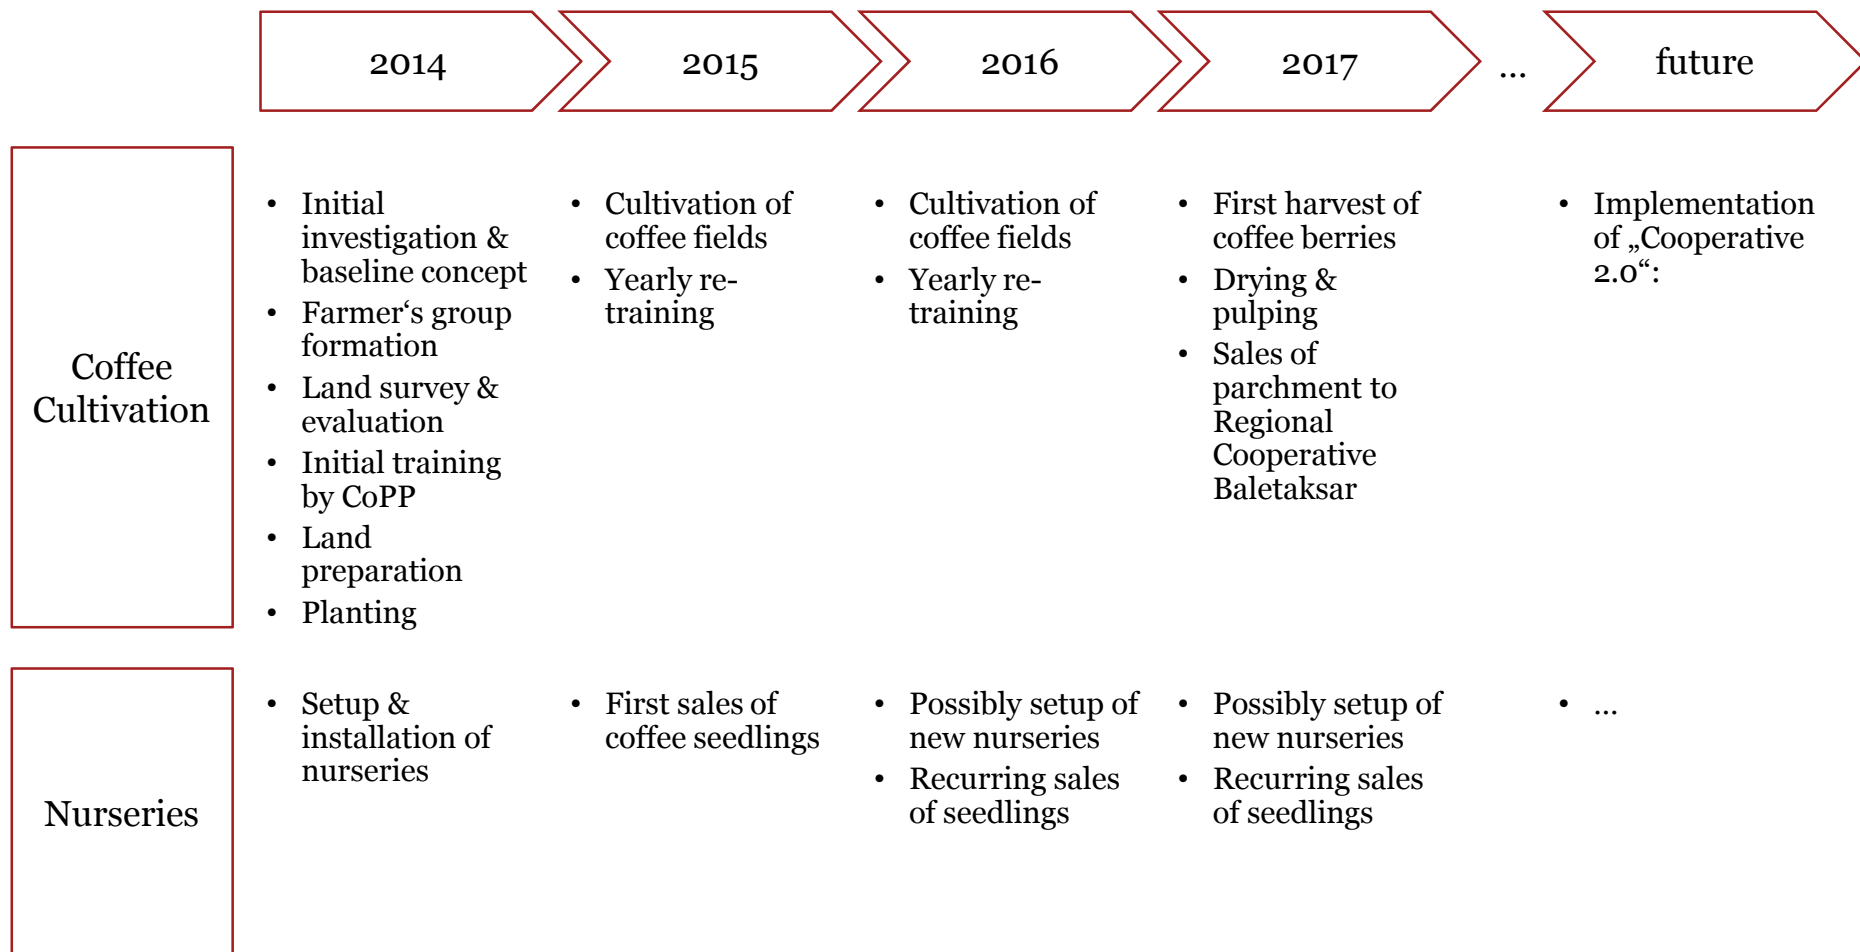 2014
2015
2016
2017
...
future
Coffee
Cultivation
• Initial
investigation &
baseline concept
• Farmer‘s group
formation
• Land survey &
evaluation
• Initial training
by CoPP
• Land
preparation
• Planting
• Cultivation of
coffee fields
• Yearly re-
training
• Cultivation of
coffee fields
• Yearly re-
training
• First harvest of
coffee berries
• Drying &
pulping
• Sales of
parchment to
Regional
Cooperative
Baletaksar
• Implementation
of „Cooperative
2.0“:
Nurseries
• Setup &
installation of
nurseries
• First sales of
coffee seedlings
• Possibly setup of
new nurseries
• Recurring sales
of seedlings
• Possibly setup of
new nurseries
• Recurring sales
of seedlings
• ...